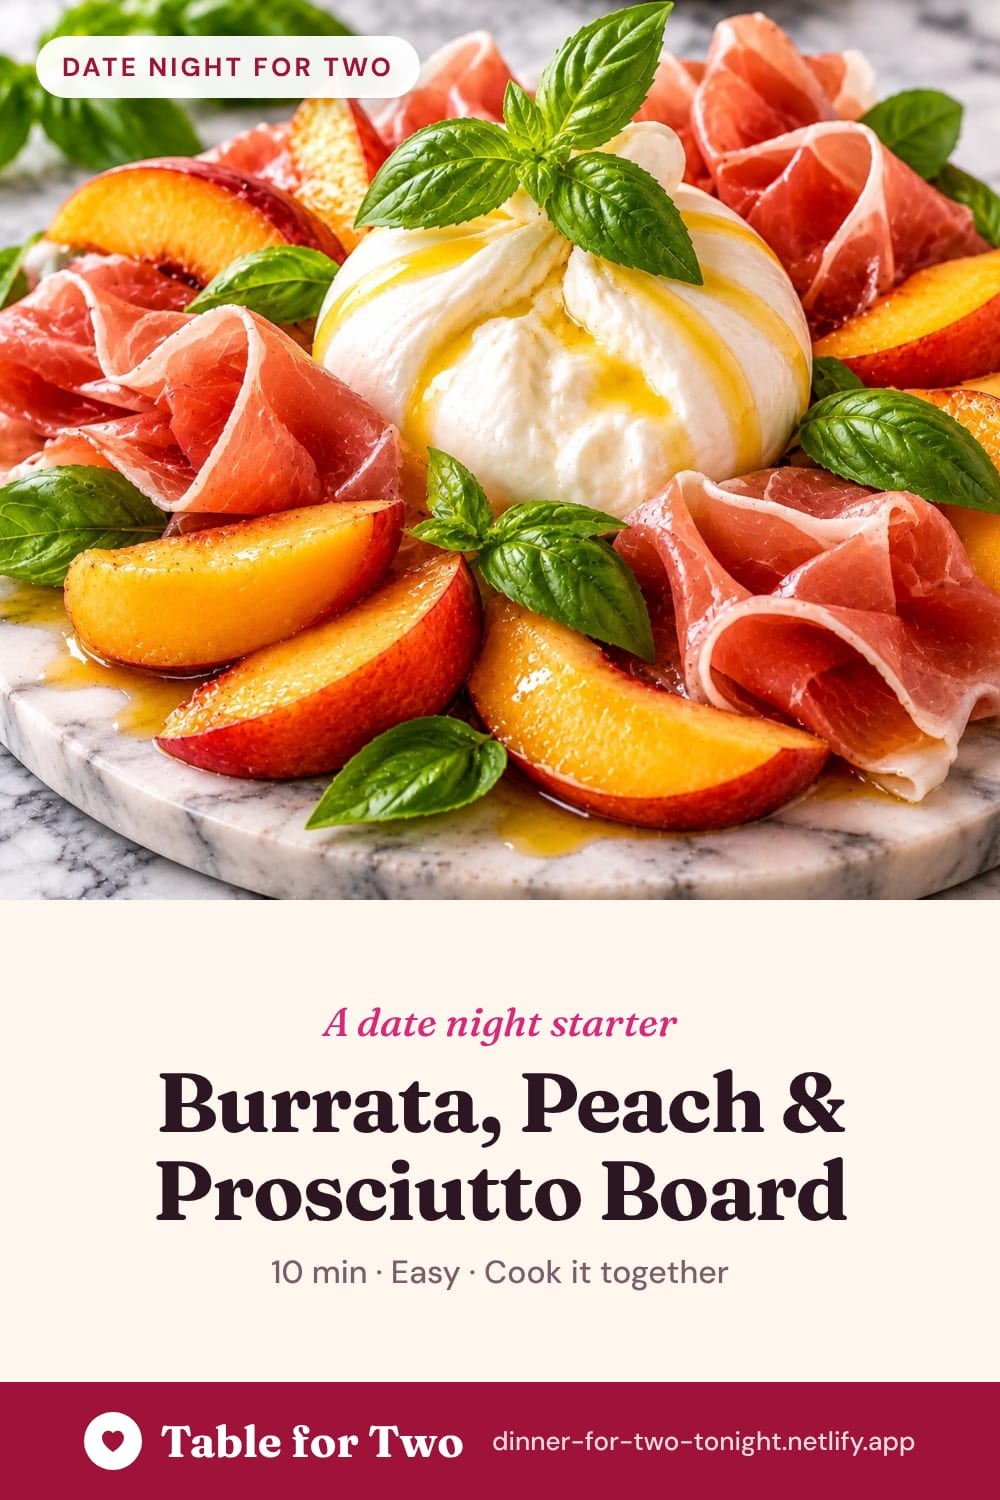 DATE NIGHT FOR TWO
A date night starter
Burrata, Peach &
Prosciutto Board
10 min · Easy · Cook it together
Table for Two dinner-for-two-tonight.netlify.app